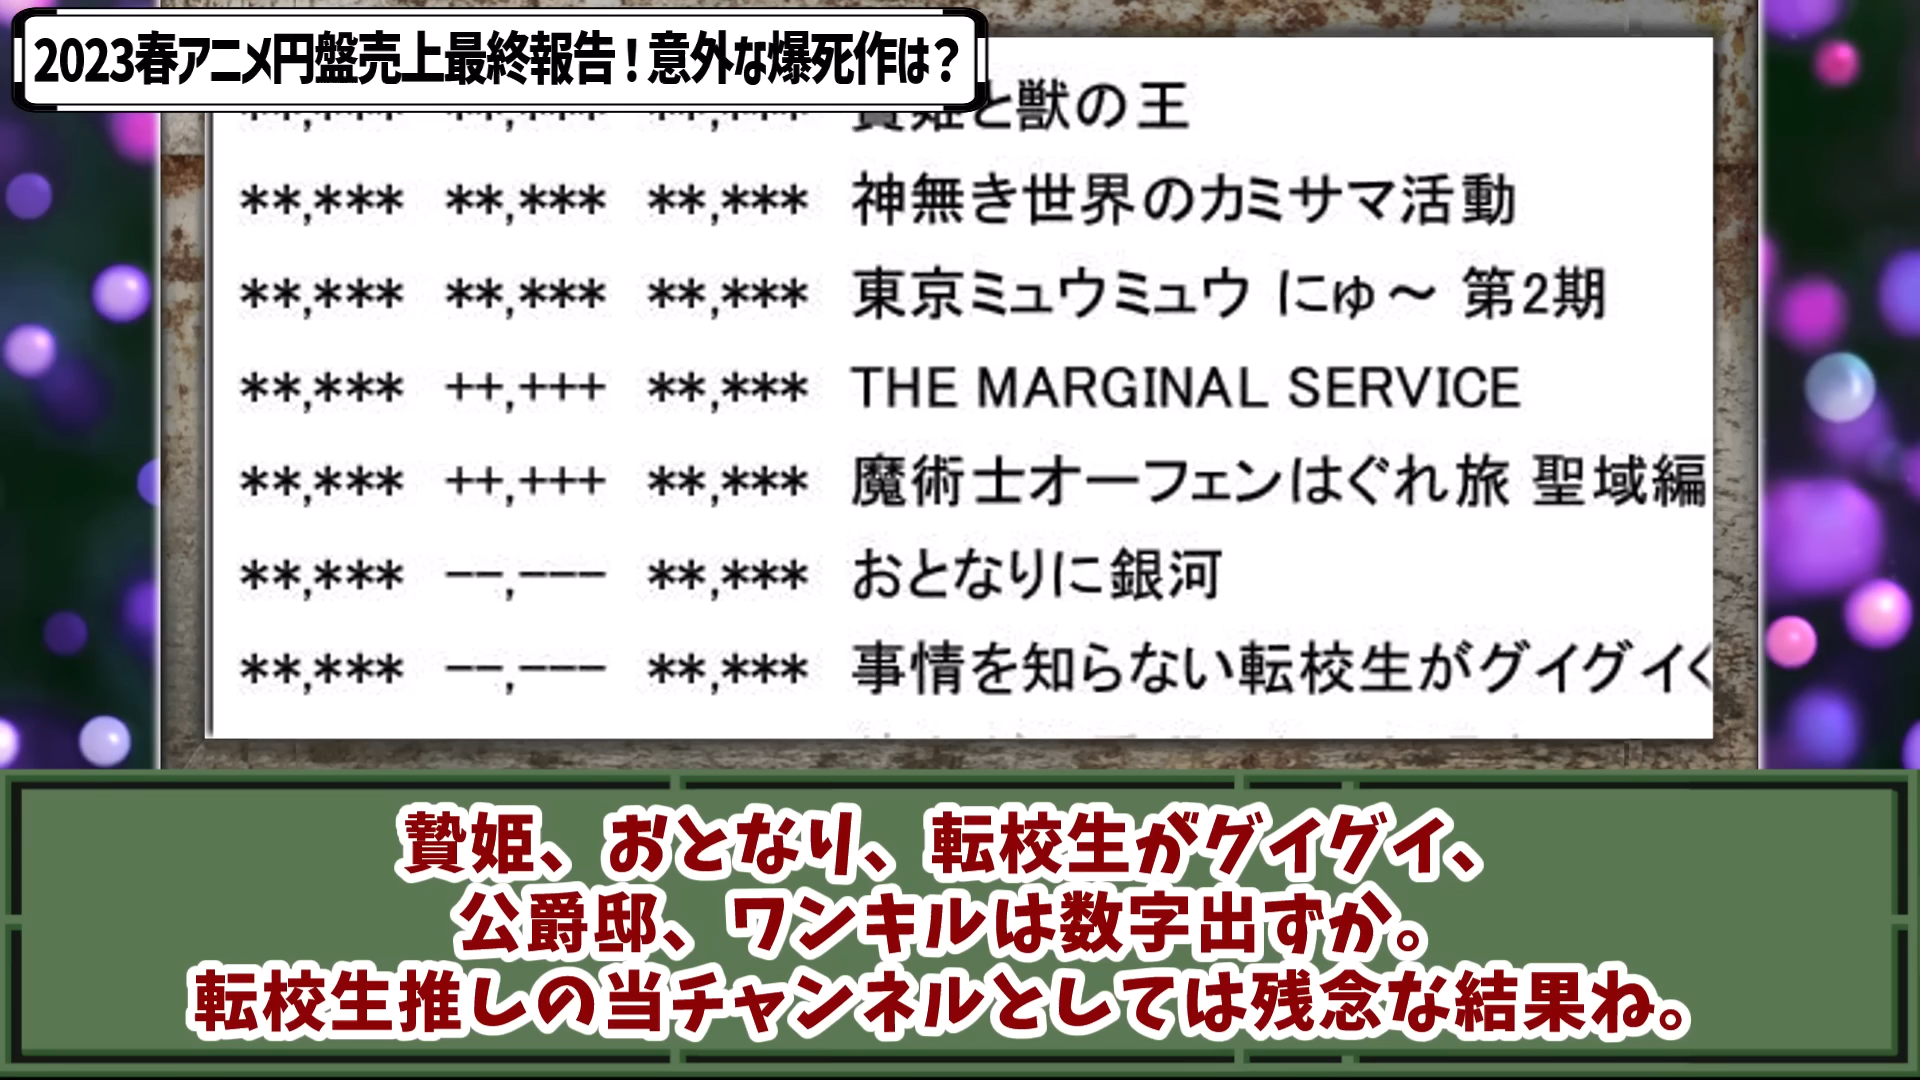 2023春アニメ円盤売上最終報告！意外な爆死作は？
**,*** **,*** **,*** 贄姫と獣の王
**,*** **,*** **,*** 神無き世界のカミサマ活動
**,*** **,*** **,*** 東京ミュウミュウ にゅ～ 第2期
**,*** ++,+++ **,*** THE MARGINAL SERVICE
**,*** ++,+++ **,*** 魔術士オーフェンはぐれ旅 聖域編
**,*** --,--- **,*** おとなりに銀河
**,*** --,--- **,*** 事情を知らない転校生がグイグイく
贄姫、おとなり、転校生がグイグイ、
公爵邸、ワンキルは数字出ずか。
転校生推しの当チャンネルとしては残念な結果ね。